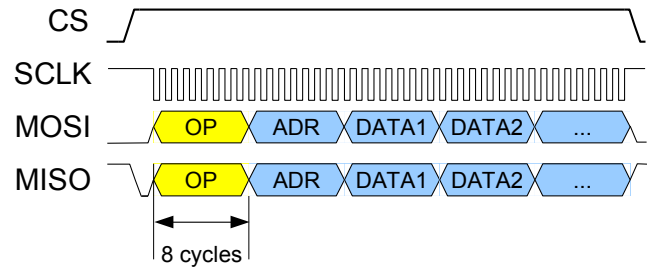 CS
SCLK
MOSI OP ADR DATA1 DATA2 ...
MISO OP ADR DATA1 DATA2 ...
8 cycles